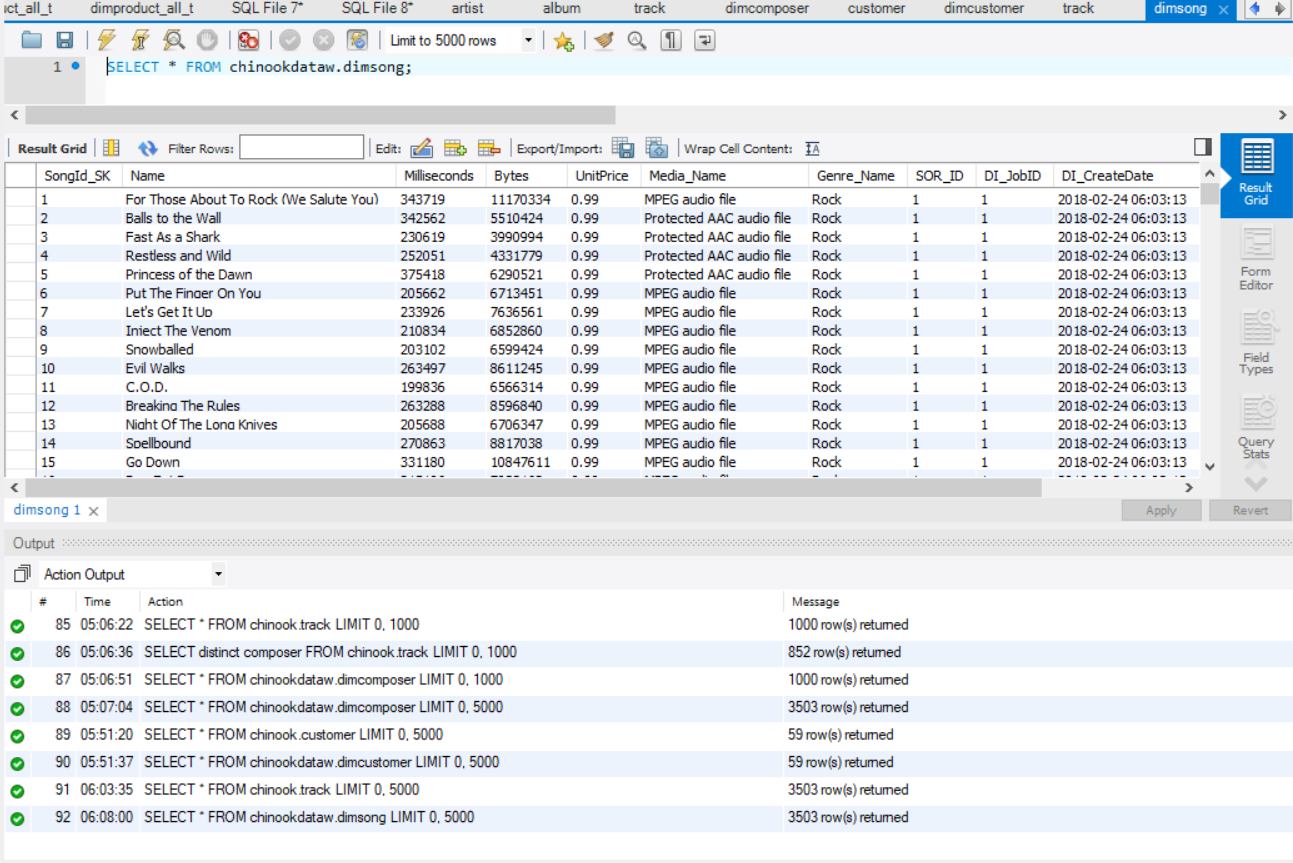 uct_all_t dimproduct_all_t SQL File 7* SQL File 8* artist album track dimcomposer customer dimcustomer track dimsong
Limit to 5000 rows
1 SELECT * FROM chinookdataw.dimsong;
Result Grid Filter Rows: Edit: Export/Import: Wrap Cell Content:
SongId_SK Name Milliseconds Bytes UnitPrice Media_Name Genre_Name SOR_ID DI_JobID DI_CreateDate
1 For Those About To Rock (We Salute You) 343719 11170334 0.99 MPEG audio file Rock 1 1 2018-02-24 06:03:13
2 Balls to the Wall 342562 5510424 0.99 Protected AAC audio file Rock 1 1 2018-02-24 06:03:13
3 Fast As a Shark 230619 3990994 0.99 Protected AAC audio file Rock 1 1 2018-02-24 06:03:13
4 Restless and Wild 252051 4331779 0.99 Protected AAC audio file Rock 1 1 2018-02-24 06:03:13
5 Princess of the Dawn 375418 6290521 0.99 Protected AAC audio file Rock 1 1 2018-02-24 06:03:13
6 Put The Finger On You 205662 6713451 0.99 MPEG audio file Rock 1 1 2018-02-24 06:03:13
7 Let's Get It Up 233926 7636561 0.99 MPEG audio file Rock 1 1 2018-02-24 06:03:13
8 Inject The Venom 210834 6852860 0.99 MPEG audio file Rock 1 1 2018-02-24 06:03:13
9 Snowballed 203102 6599424 0.99 MPEG audio file Rock 1 1 2018-02-24 06:03:13
10 Evil Walks 263497 8611245 0.99 MPEG audio file Rock 1 1 2018-02-24 06:03:13
11 C.O.D. 199836 6566314 0.99 MPEG audio file Rock 1 1 2018-02-24 06:03:13
12 Breaking The Rules 263288 8596840 0.99 MPEG audio file Rock 1 1 2018-02-24 06:03:13
13 Night Of The Long Knives 205688 6706347 0.99 MPEG audio file Rock 1 1 2018-02-24 06:03:13
14 Spellbound 270863 8817038 0.99 MPEG audio file Rock 1 1 2018-02-24 06:03:13
15 Go Down 331180 10847611 0.99 MPEG audio file Rock 1 1 2018-02-24 06:03:13
Result
Grid
Form
Editor
Field
Types
Query
Stats
dimsong 1 Apply Revert
Output
Action Output
# Time Action Message
85 05:06:22 SELECT * FROM chinook.track LIMIT 0, 1000 1000 row(s) returned
86 05:06:36 SELECT distinct composer FROM chinook.track LIMIT 0, 1000 852 row(s) returned
87 05:06:51 SELECT * FROM chinookdataw.dimcomposer LIMIT 0, 1000 1000 row(s) returned
88 05:07:04 SELECT * FROM chinookdataw.dimcomposer LIMIT 0, 5000 3503 row(s) returned
89 05:51:20 SELECT * FROM chinook.customer LIMIT 0, 5000 59 row(s) returned
90 05:51:37 SELECT * FROM chinookdataw.dimcustomer LIMIT 0, 5000 59 row(s) returned
91 06:03:35 SELECT * FROM chinook.track LIMIT 0, 5000 3503 row(s) returned
92 06:08:00 SELECT * FROM chinookdataw.dimsong LIMIT 0, 5000 3503 row(s) returned